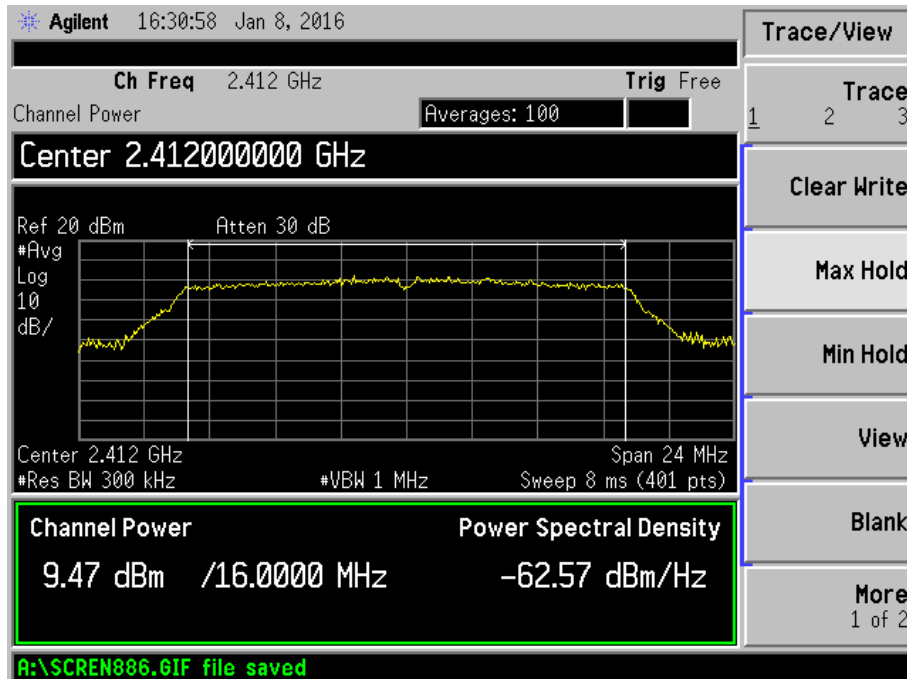 Agilent 16:30:58 Jan 8, 2016
Trace/View
Ch Freq 2.412 GHz Trig Free
Channel Power Averages: 100
Trace
1 2 3
Center 2.412000000 GHz
Clear Write
Ref 20 dBm Atten 30 dB
#Avg
Log
10
dB/
Max Hold
Min Hold
Center 2.412 GHz Span 24 MHz
#Res BW 300 kHz #VBW 1 MHz Sweep 8 ms (401 pts)
View
Channel Power Power Spectral Density
9.47 dBm /16.0000 MHz -62.57 dBm/Hz
Blank
More
1 of 2
A:\SCREN886.GIF file saved